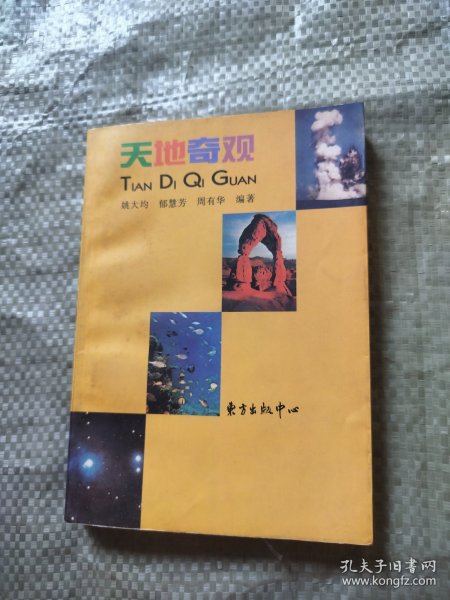 天地奇观
TIAN DI QI GUAN
姚大均 郁慧芳 周有华 编著
东方出版中心
孔夫子旧书网
www.kongfz.com